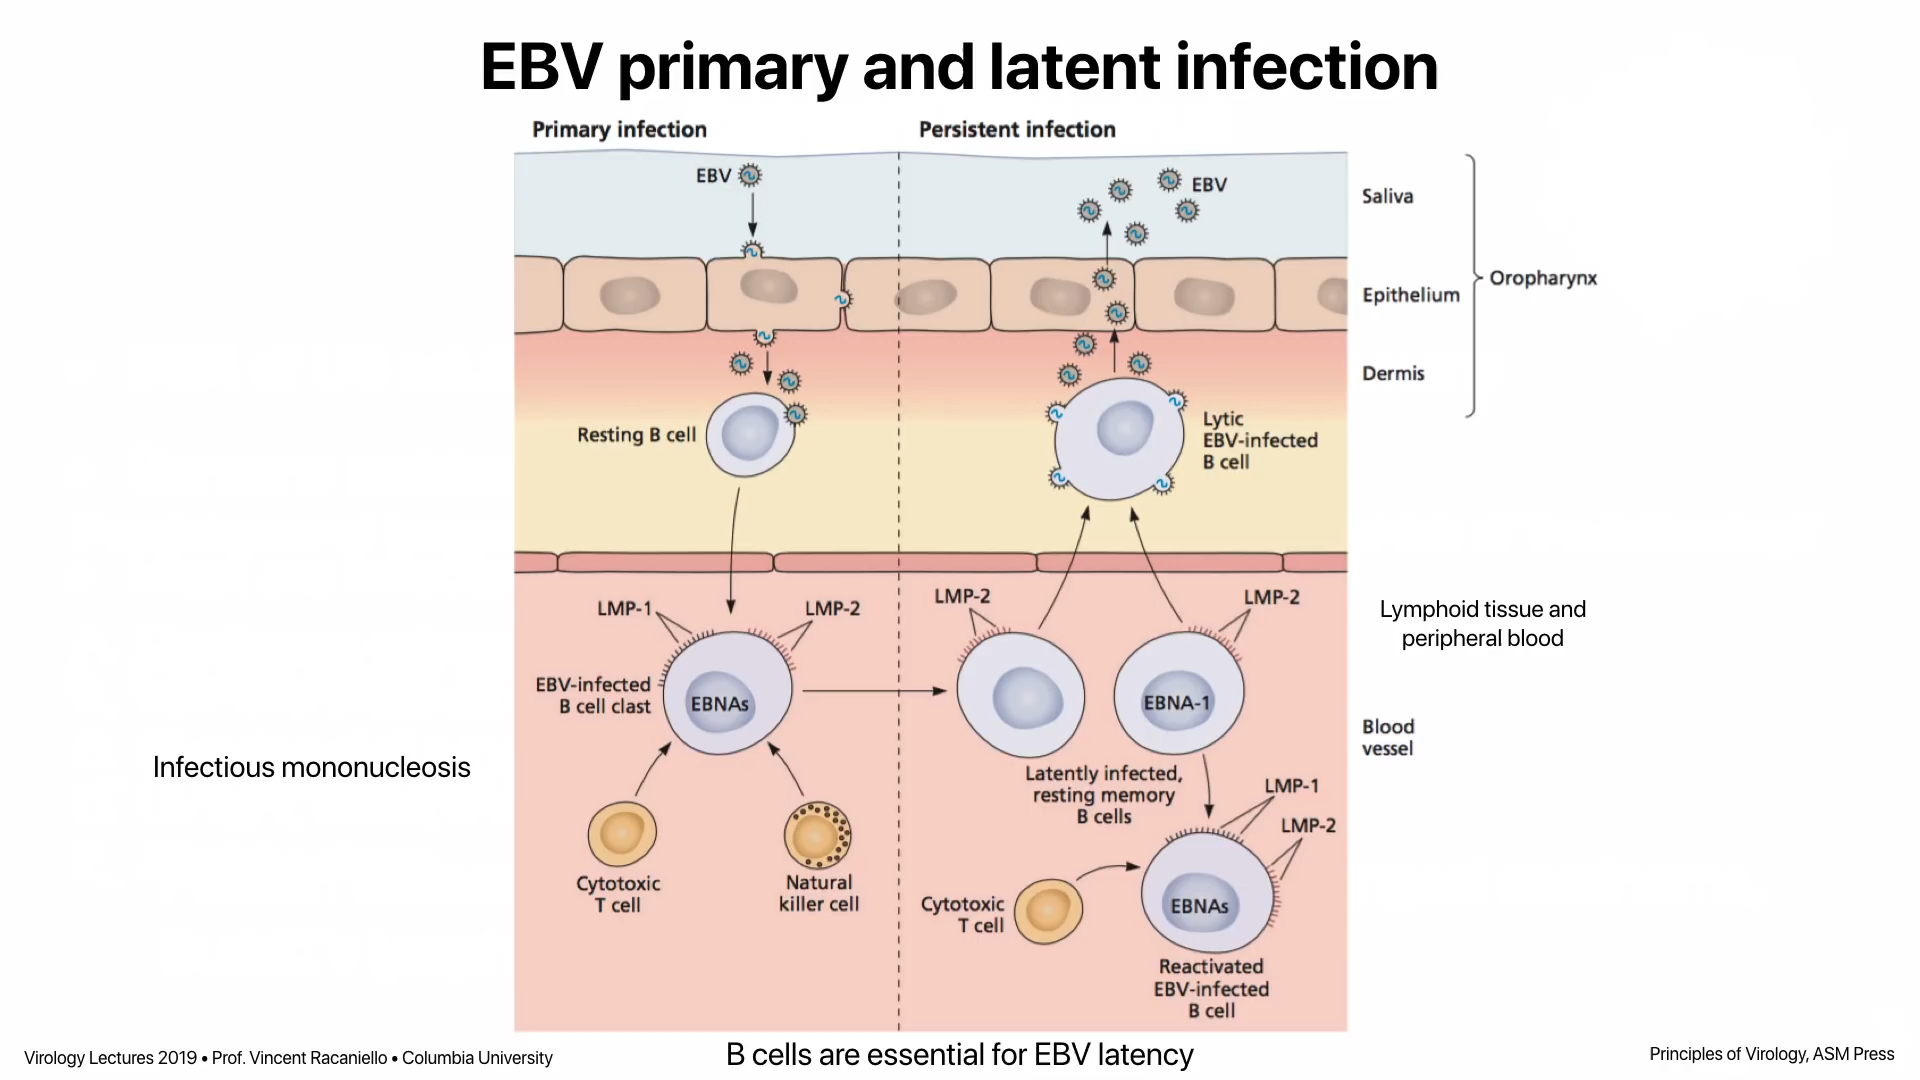 EBV primary and latent infection
Primary infection
Persistent infection
EBV
EBV
Saliva
Epithelium
Dermis
Oropharynx
Resting B cell
Lytic
EBV-infected
B cell
LMP-1
LMP-2
LMP-2
LMP-2
Lymphoid tissue and
peripheral blood
EBV-infected
B cell clast
EBNAs
EBNA-1
Blood
vessel
Infectious mononucleosis
Latently infected,
resting memory
B cells
LMP-1
LMP-2
Cytotoxic
T cell
Natural
killer cell
Cytotoxic
T cell
EBNAs
Reactivated
EBV-infected
B cell
Virology Lectures 2019 • Prof. Vincent Racaniello • Columbia University
B cells are essential for EBV latency
Principles of Virology, ASM Press